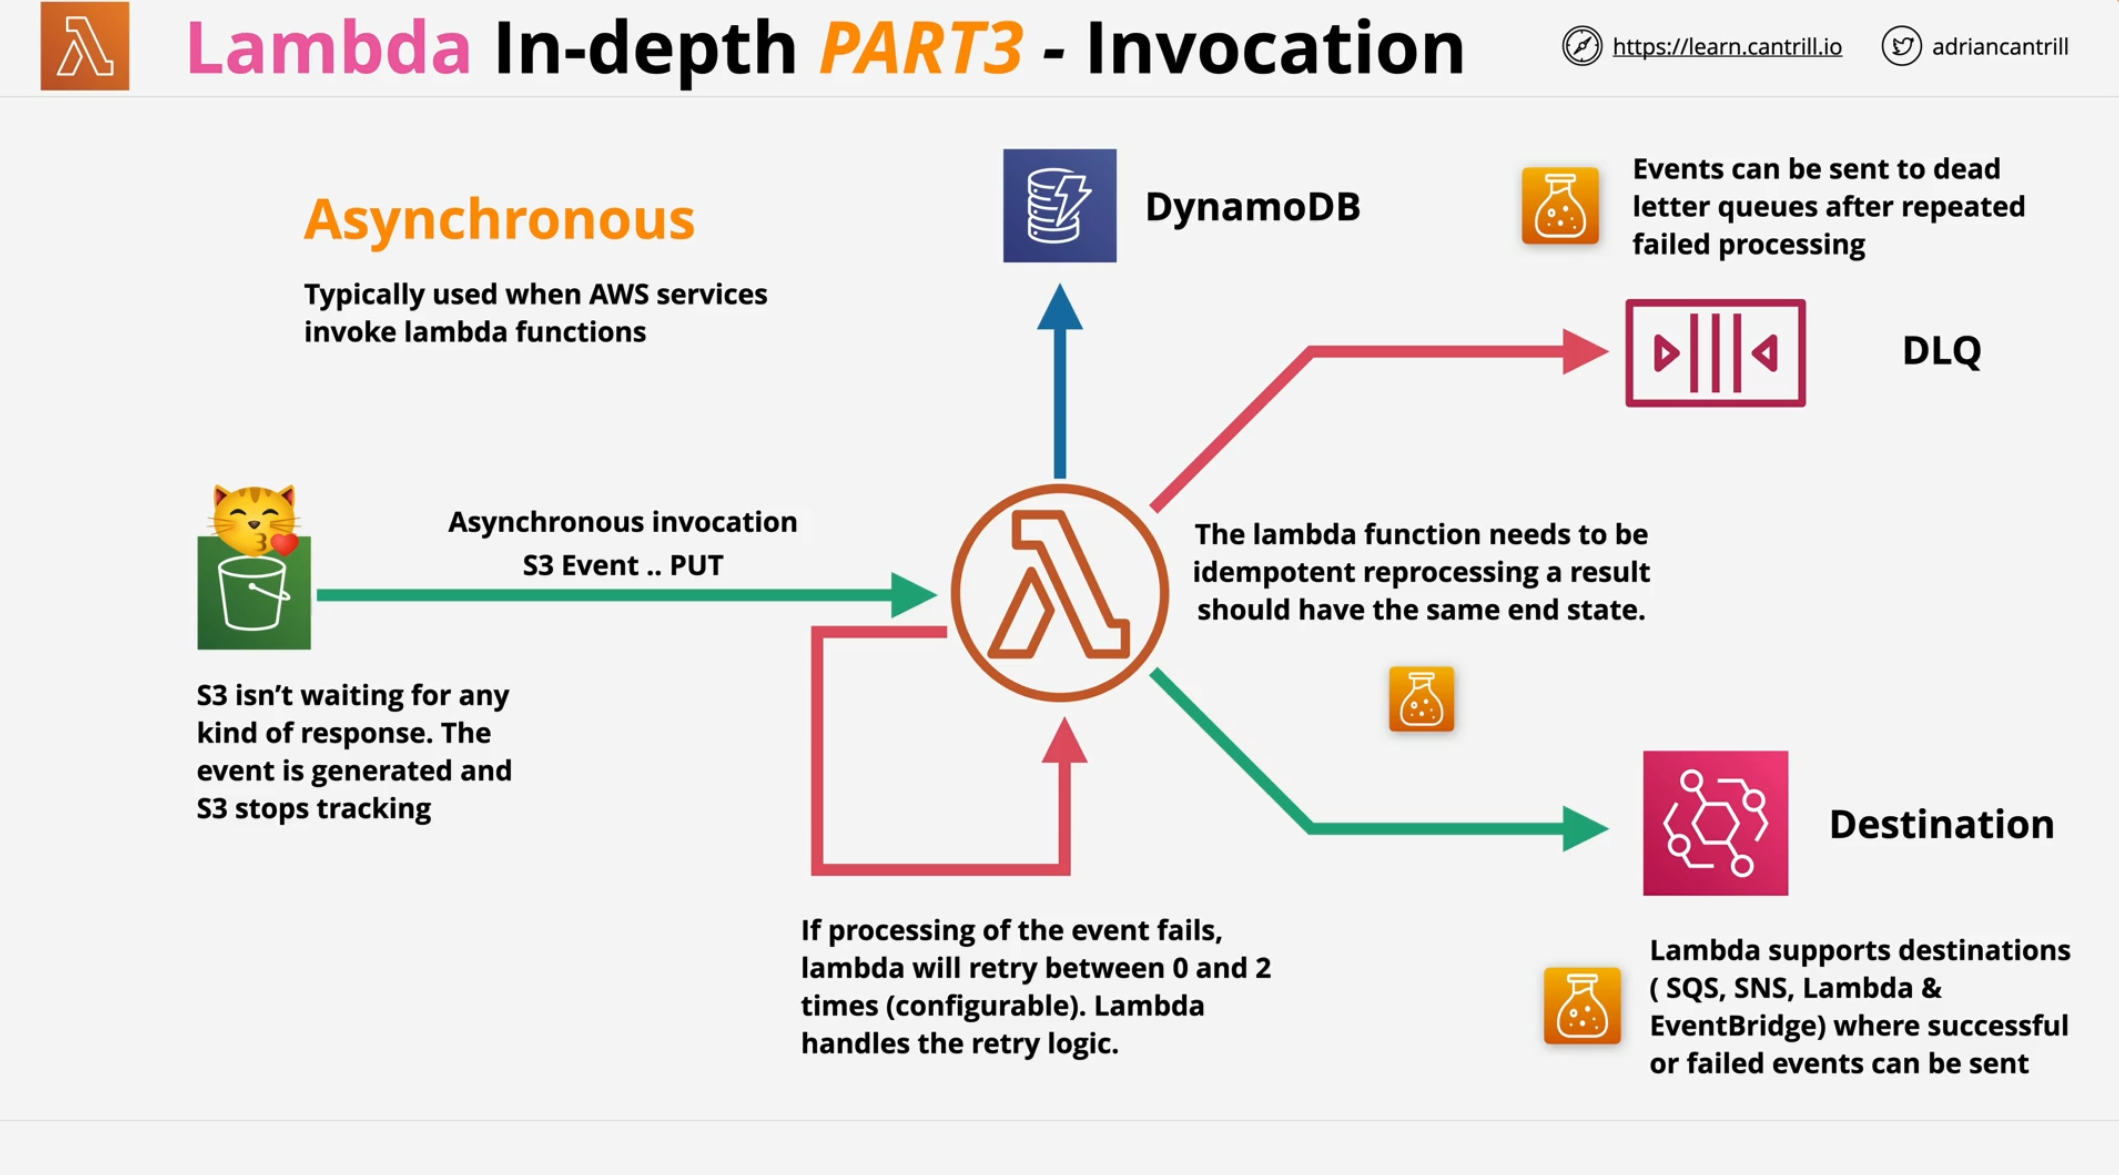 Lambda In-depth PART3 - Invocation
https://learn.cantrill.io
adriancantrill
Asynchronous
Typically used when AWS services
invoke lambda functions
DynamoDB
Events can be sent to dead
letter queues after repeated
failed processing
DLQ
Asynchronous invocation
S3 Event .. PUT
The lambda function needs to be
idempotent reprocessing a result
should have the same end state.
S3 isn’t waiting for any
kind of response. The
event is generated and
S3 stops tracking
Destination
If processing of the event fails,
lambda will retry between 0 and 2
times (configurable). Lambda
handles the retry logic.
Lambda supports destinations
( SQS, SNS, Lambda &
EventBridge) where successful
or failed events can be sent